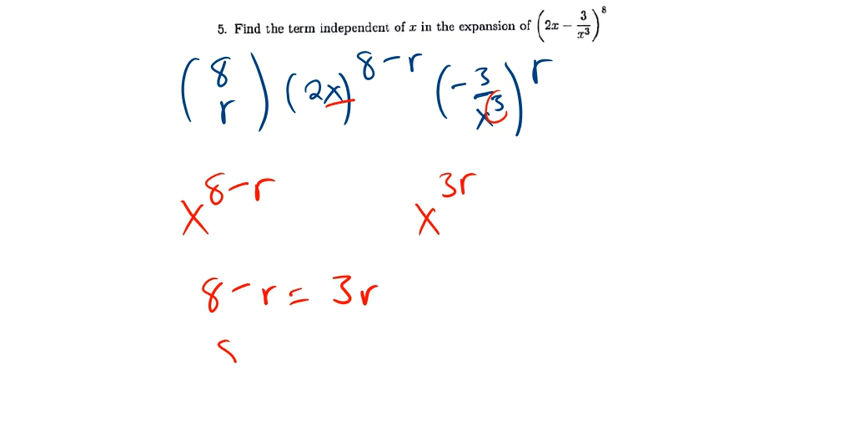 5. Find the term independent of x in the expansion of (2x − 3/x³)⁸
(8 r) (2x)^(8−r) (−3/x³)^r
x^(8−r) x^(3r)
8 − r = 3r